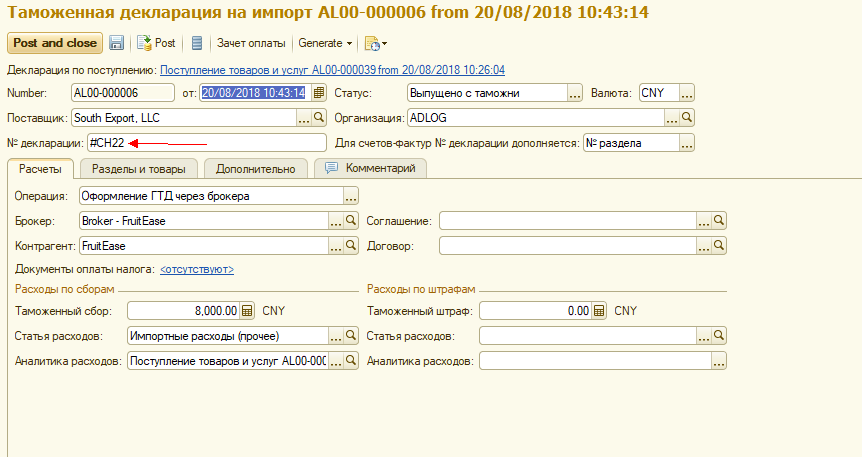 Таможенная декларация на импорт AL00-000006 from 20/08/2018 10:43:14
Post and close Post Зачет оплаты Generate
Декларация по поступлению: Поступление товаров и услуг AL00-000039 from 20/08/2018 10:26:04
Number: AL00-000006 от: 20/08/2018 10:43:14 Статус: Выпущено с таможни ... Валюта: CNY ...
Поставщик: South Export, LLC ... Организация: ADLOG ...
№ декларации: #CH22 Для счетов-фактур № декларации дополняется: № раздела ...
Расчеты Разделы и товары Дополнительно Комментарий
Операция: Оформление ГТД через брокера ...
Брокер: Broker - FruitEase ... Соглашение: ...
Контрагент: FruitEase ... Договор: ...
Документы оплаты налога: <отсутствуют>
Расходы по сборам Расходы по штрафам
Таможенный сбор: 8,000.00 CNY Таможенный штраф: 0.00 CNY
Статья расходов: Импортные расходы (прочее) ... Статья расходов: ...
Аналитика расходов: Поступление товаров и услуг AL00-000 ... Аналитика расходов: ...